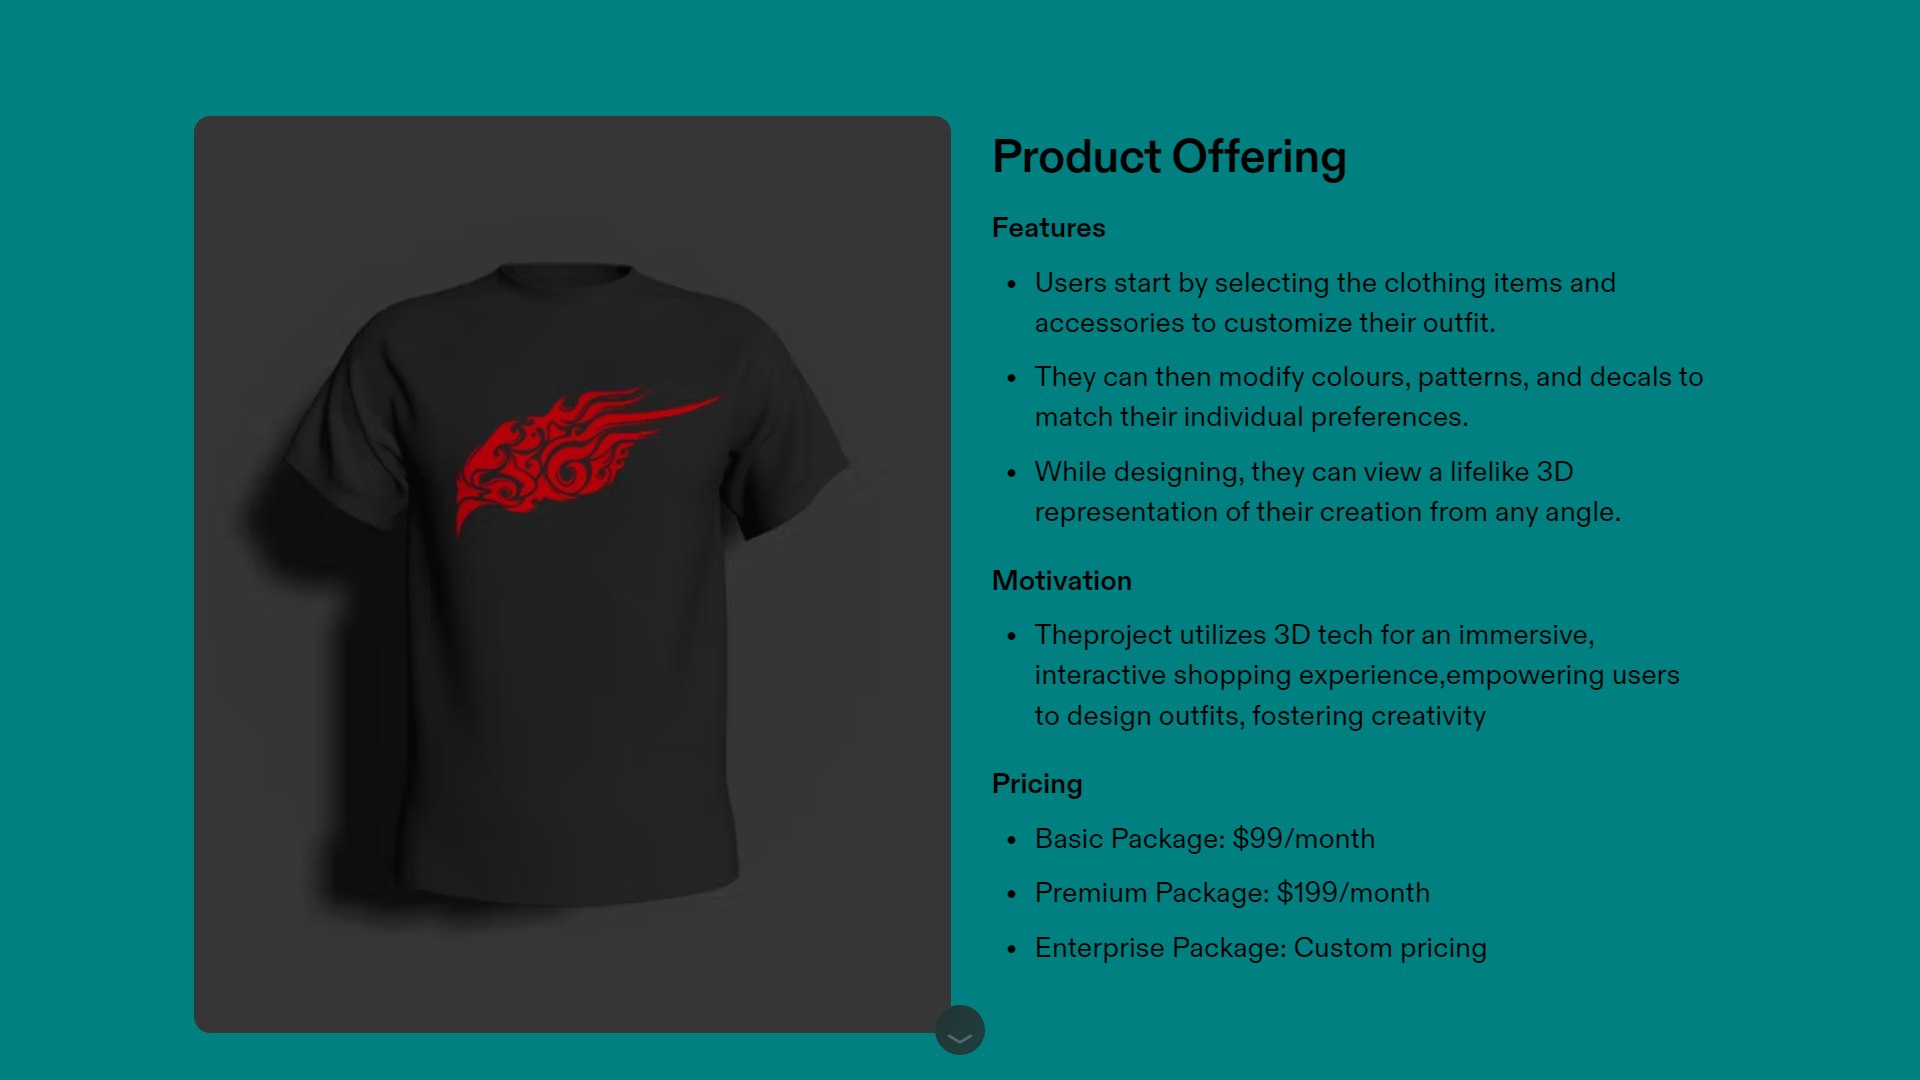 Product Offering
Features
• Users start by selecting the clothing items and
accessories to customize their outfit.
• They can then modify colours, patterns, and decals to
match their individual preferences.
• While designing, they can view a lifelike 3D
representation of their creation from any angle.
Motivation
• Theproject utilizes 3D tech for an immersive,
interactive shopping experience,empowering users
to design outfits, fostering creativity
Pricing
• Basic Package: $99/month
• Premium Package: $199/month
• Enterprise Package: Custom pricing